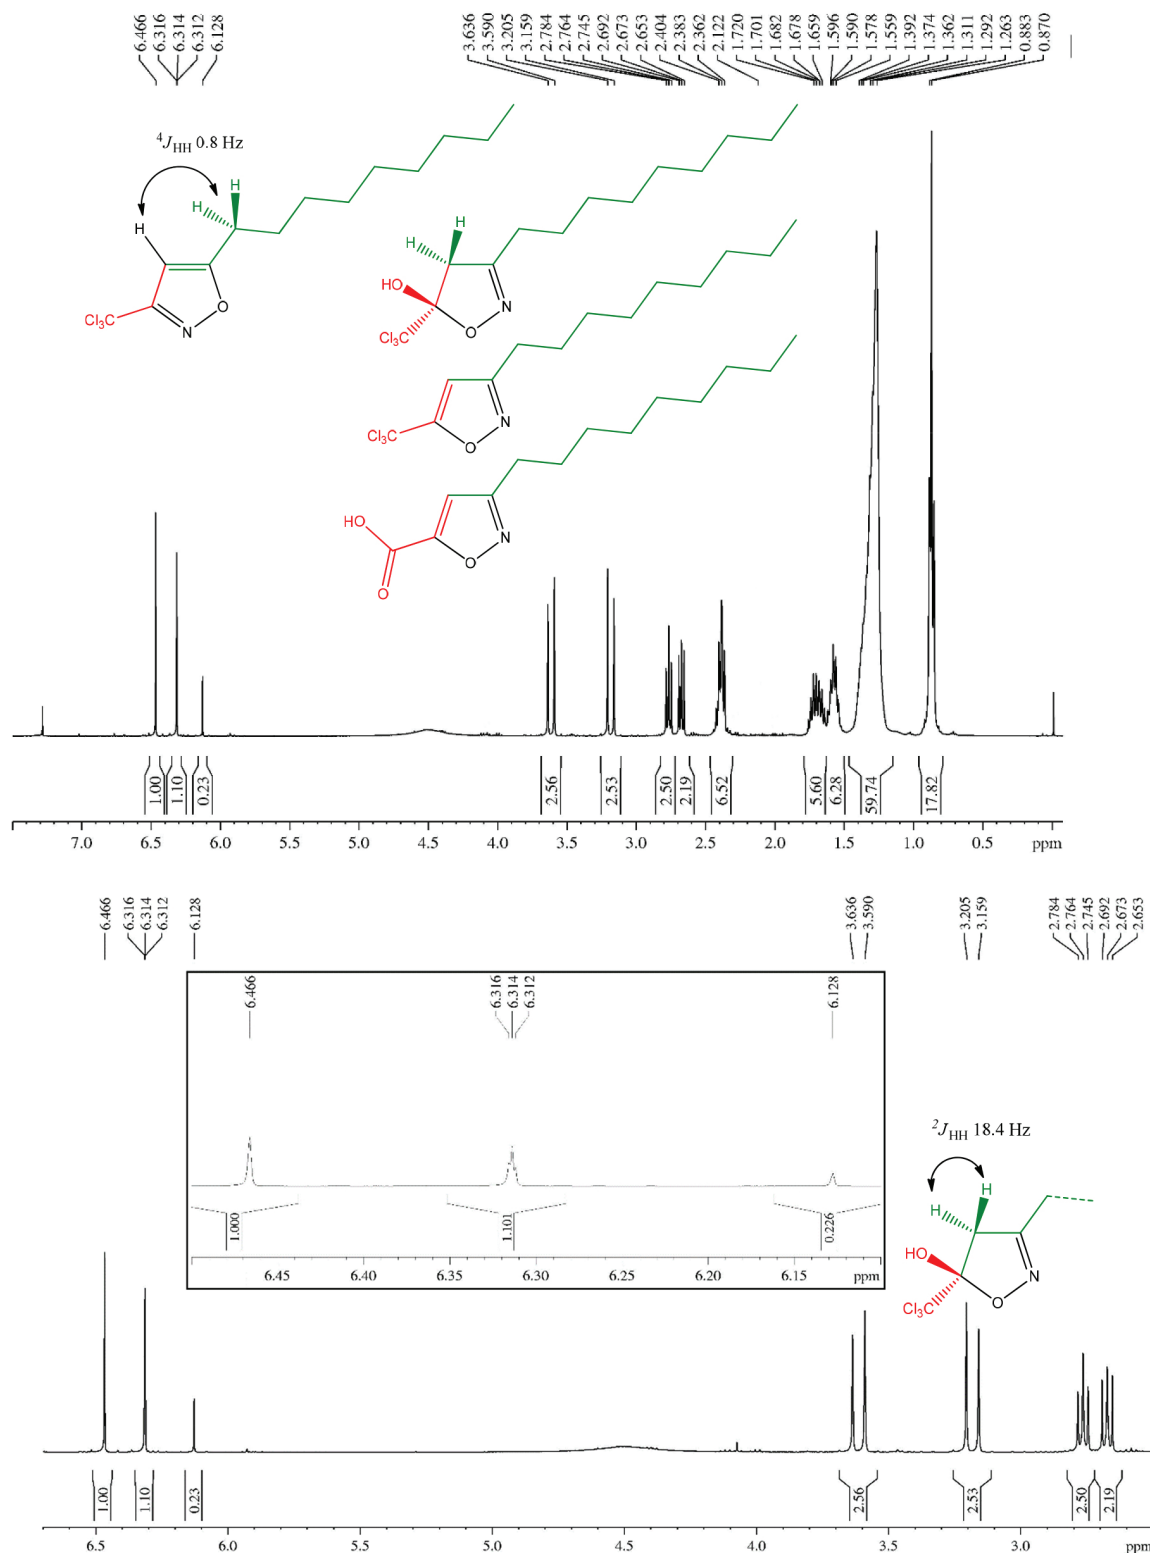 6.466
6.316
6.314
6.312
6.128
3.636
3.590
3.205
3.159
2.784
2.764
2.745
2.692
2.673
2.653
2.404
2.383
2.362
2.122
1.720
1.701
1.682
1.678
1.659
1.596
1.590
1.578
1.559
1.392
1.374
1.362
1.311
1.292
1.263
0.883
0.870
⁴J_HH 0.8 Hz
H
H
H
Cl₃C
N
O
H
H
HO
Cl₃C
O
N
Cl₃C
O
N
HO
O
O
N
1.00
1.10
0.23
2.56
2.53
2.50
2.19
6.52
5.60
6.28
59.74
17.82
7.0 6.5 6.0 5.5 5.0 4.5 4.0 3.5 3.0 2.5 2.0 1.5 1.0 0.5 ppm
6.466
6.316
6.314
6.312
6.128
3.636
3.590
3.205
3.159
2.784
2.764
2.745
2.692
2.673
2.653
6.466
6.316
6.314
6.312
6.128
1.000
1.101
0.226
6.45 6.40 6.35 6.30 6.25 6.20 6.15 ppm
²J_HH 18.4 Hz
H
H
HO
Cl₃C
O
N
1.00
1.10
0.23
2.56
2.53
2.50
2.19
6.5 6.0 5.5 5.0 4.5 4.0 3.5 3.0 ppm